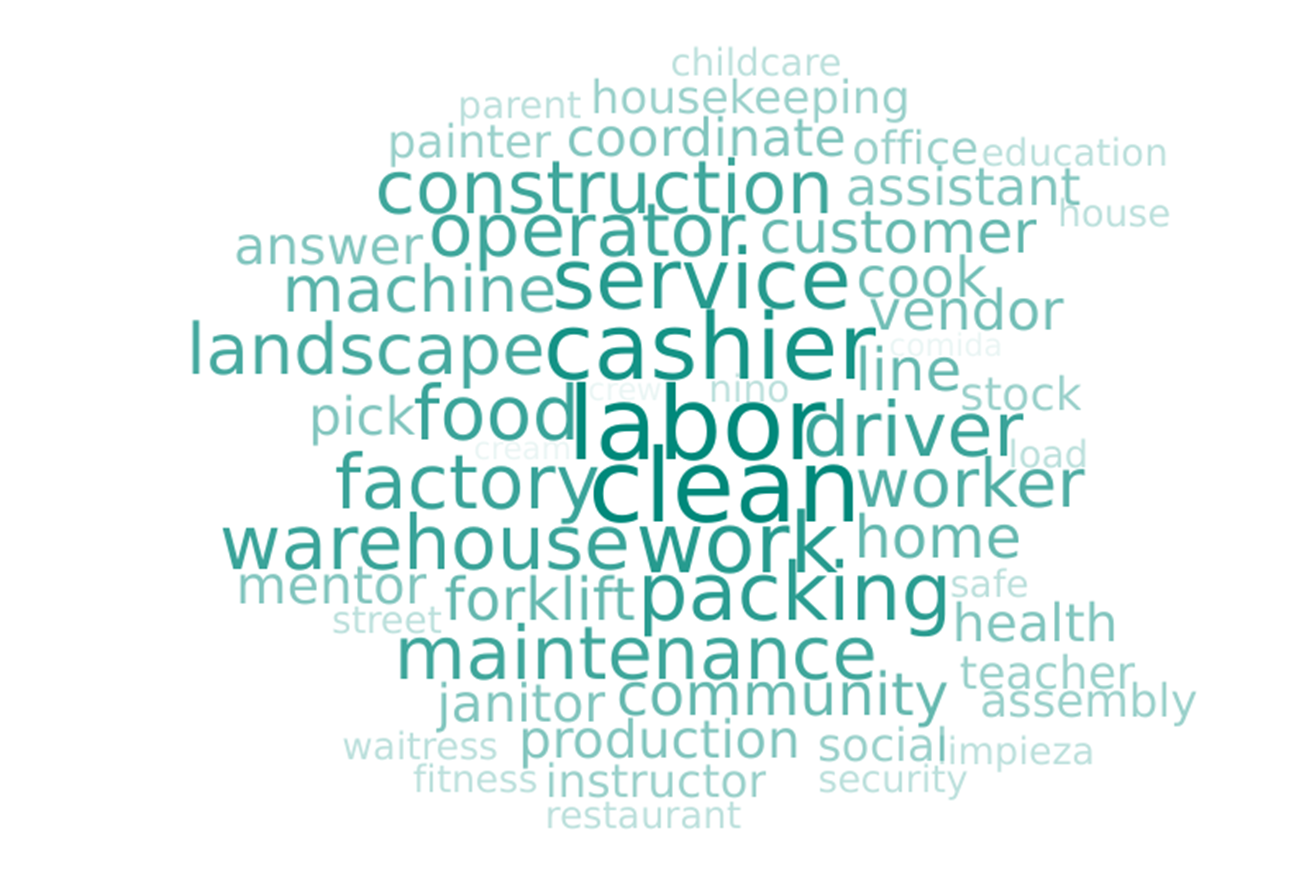 childcare
parent housekeeping
painter coordinate office education
construction assistant
house
answer operator customer
machine service cook
vendor
landscape cashier comida
line
crew nino stock
pick food labor driver
cream load
factory clean worker
warehouse work home
mentor forklift packing safe
street health
maintenance teacher
janitor community assembly
waitress production social limpieza
fitness instructor security
restaurant